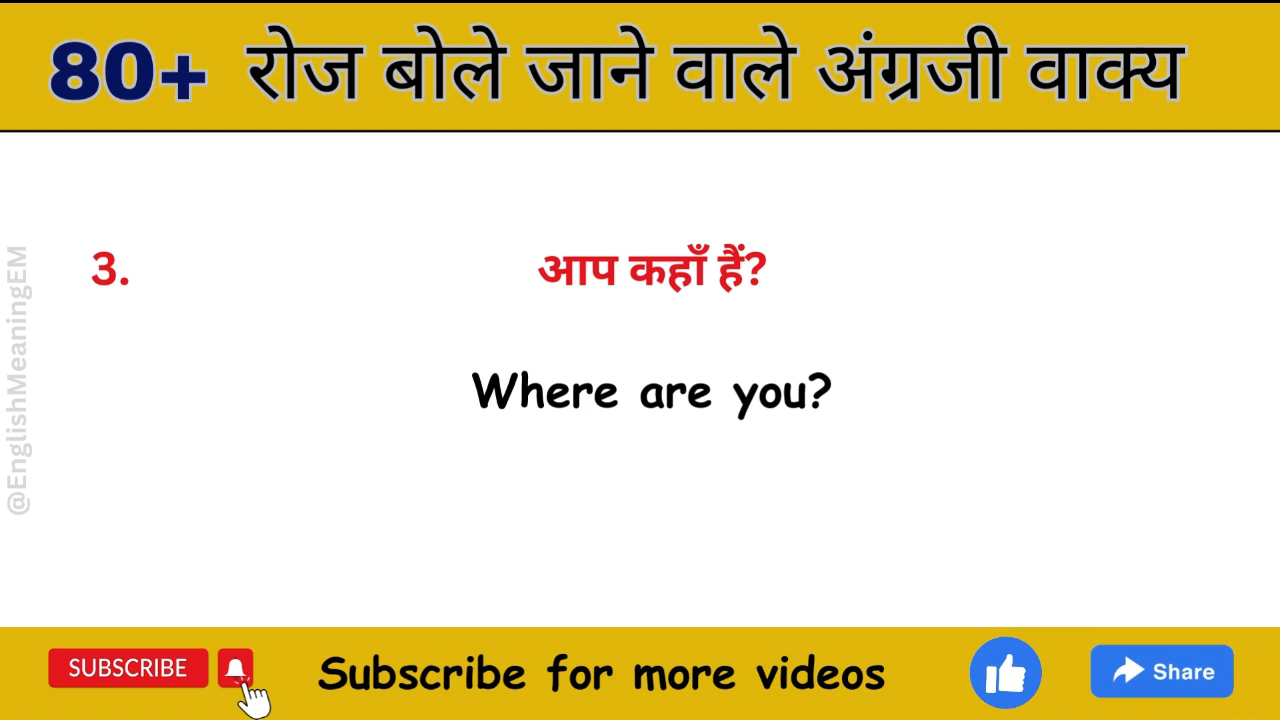 80+ रोज बोले जाने वाले अंग्रजी वाक्य
3. आप कहाँ हैं?
Where are you?
@EnglishMeaningEM
SUBSCRIBE Subscribe for more videos Share